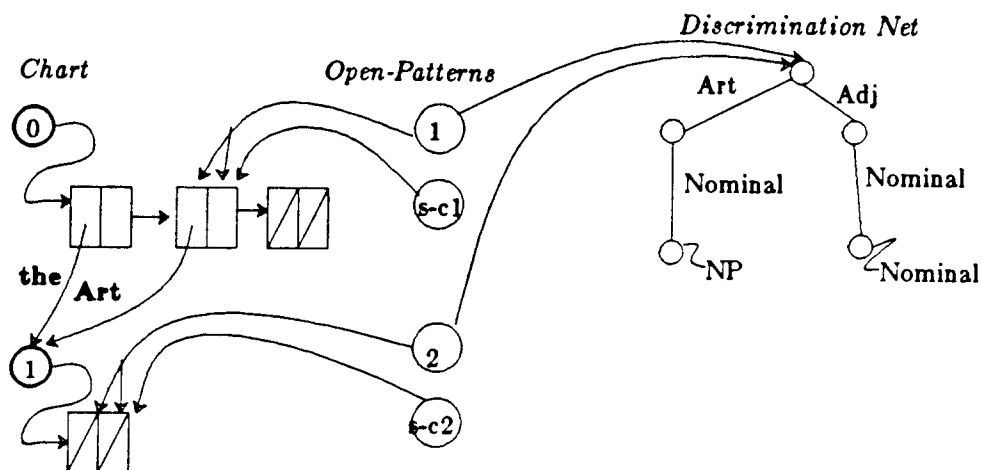 Discrimination Net
Chart
Open-Patterns
Art
Adj
0
1
Nominal
Nominal
s-c1
the
Art
NP
Nominal
1
2
s-c2